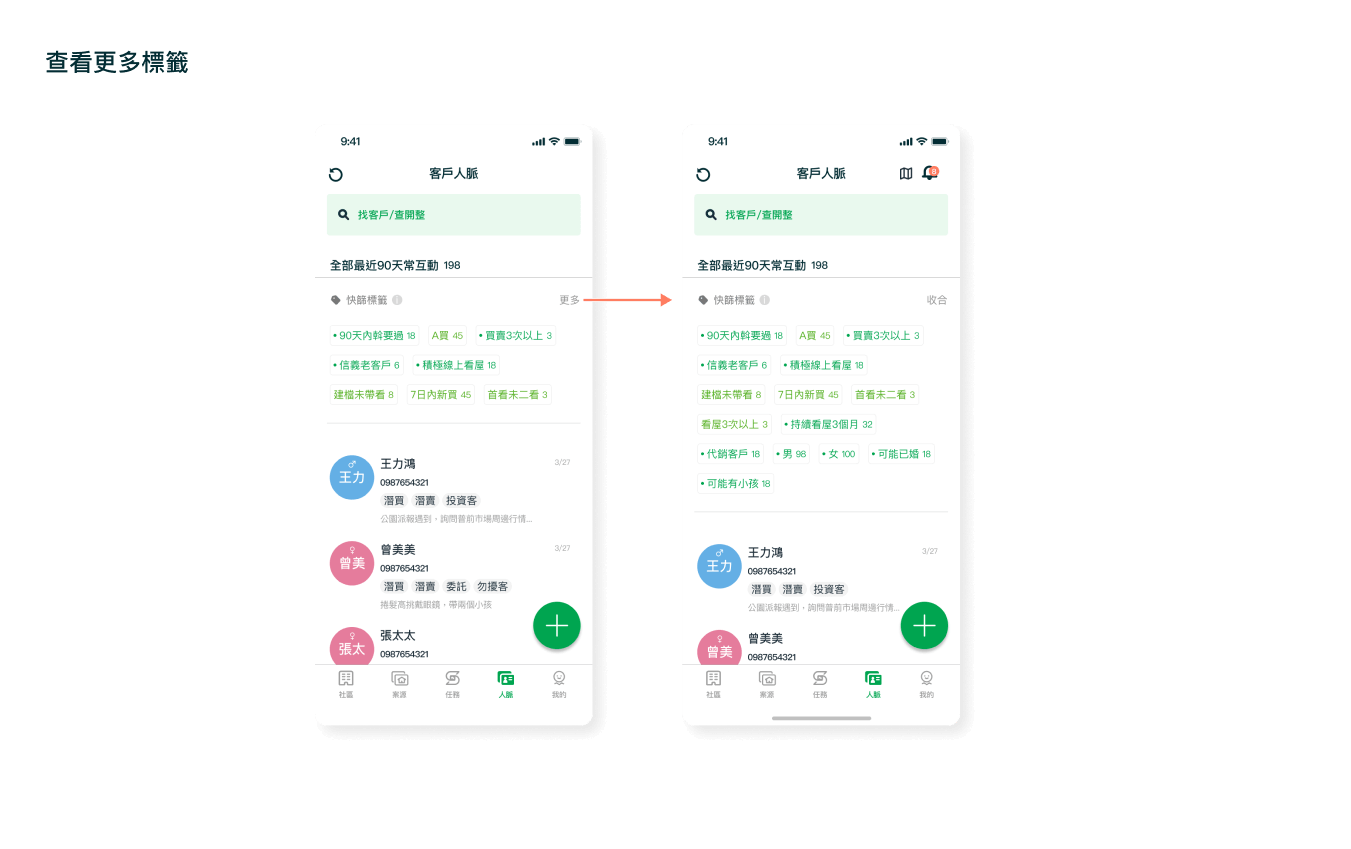 查看更多標籤
9:41
客戶人脈
找客戶/查開整
全部最近90天常互動 198
快篩標籤 更多
•90天內斡要過 18 A買 45 •買賣3次以上 3
•信義老客戶 6 •積極線上看屋 18
建檔未帶看 8 7日內新買 45 首看未二看 3
王力
王力鴻 3/27
0987654321
潛買 潛賣 投資客
公園派報遇到、詢問普前市場周邊行情...
曾美
曾美美 3/27
0987654321
潛買 潛賣 委託 勿擾客
捲髮高挑戴眼鏡，帶兩個小孩
張太
張太太
0987654321
社區 案源 任務 人脈 我的
9:41
客戶人脈 8
找客戶/查開整
全部最近90天常互動 198
快篩標籤 收合
•90天內斡要過 18 A買 45 •買賣3次以上 3
•信義老客戶 6 •積極線上看屋 18
建檔未帶看 8 7日內新買 45 首看未二看 3
看屋3次以上 3 •持續看屋3個月 32
•代銷客戶 18 •男 98 •女 100 •可能已婚 18
•可能有小孩 18
王力
王力鴻 3/27
0987654321
潛買 潛賣 投資客
公園派報遇到、詢問普前市場周邊行情...
曾美
曾美美
0987654321
社區 案源 任務 人脈 我的